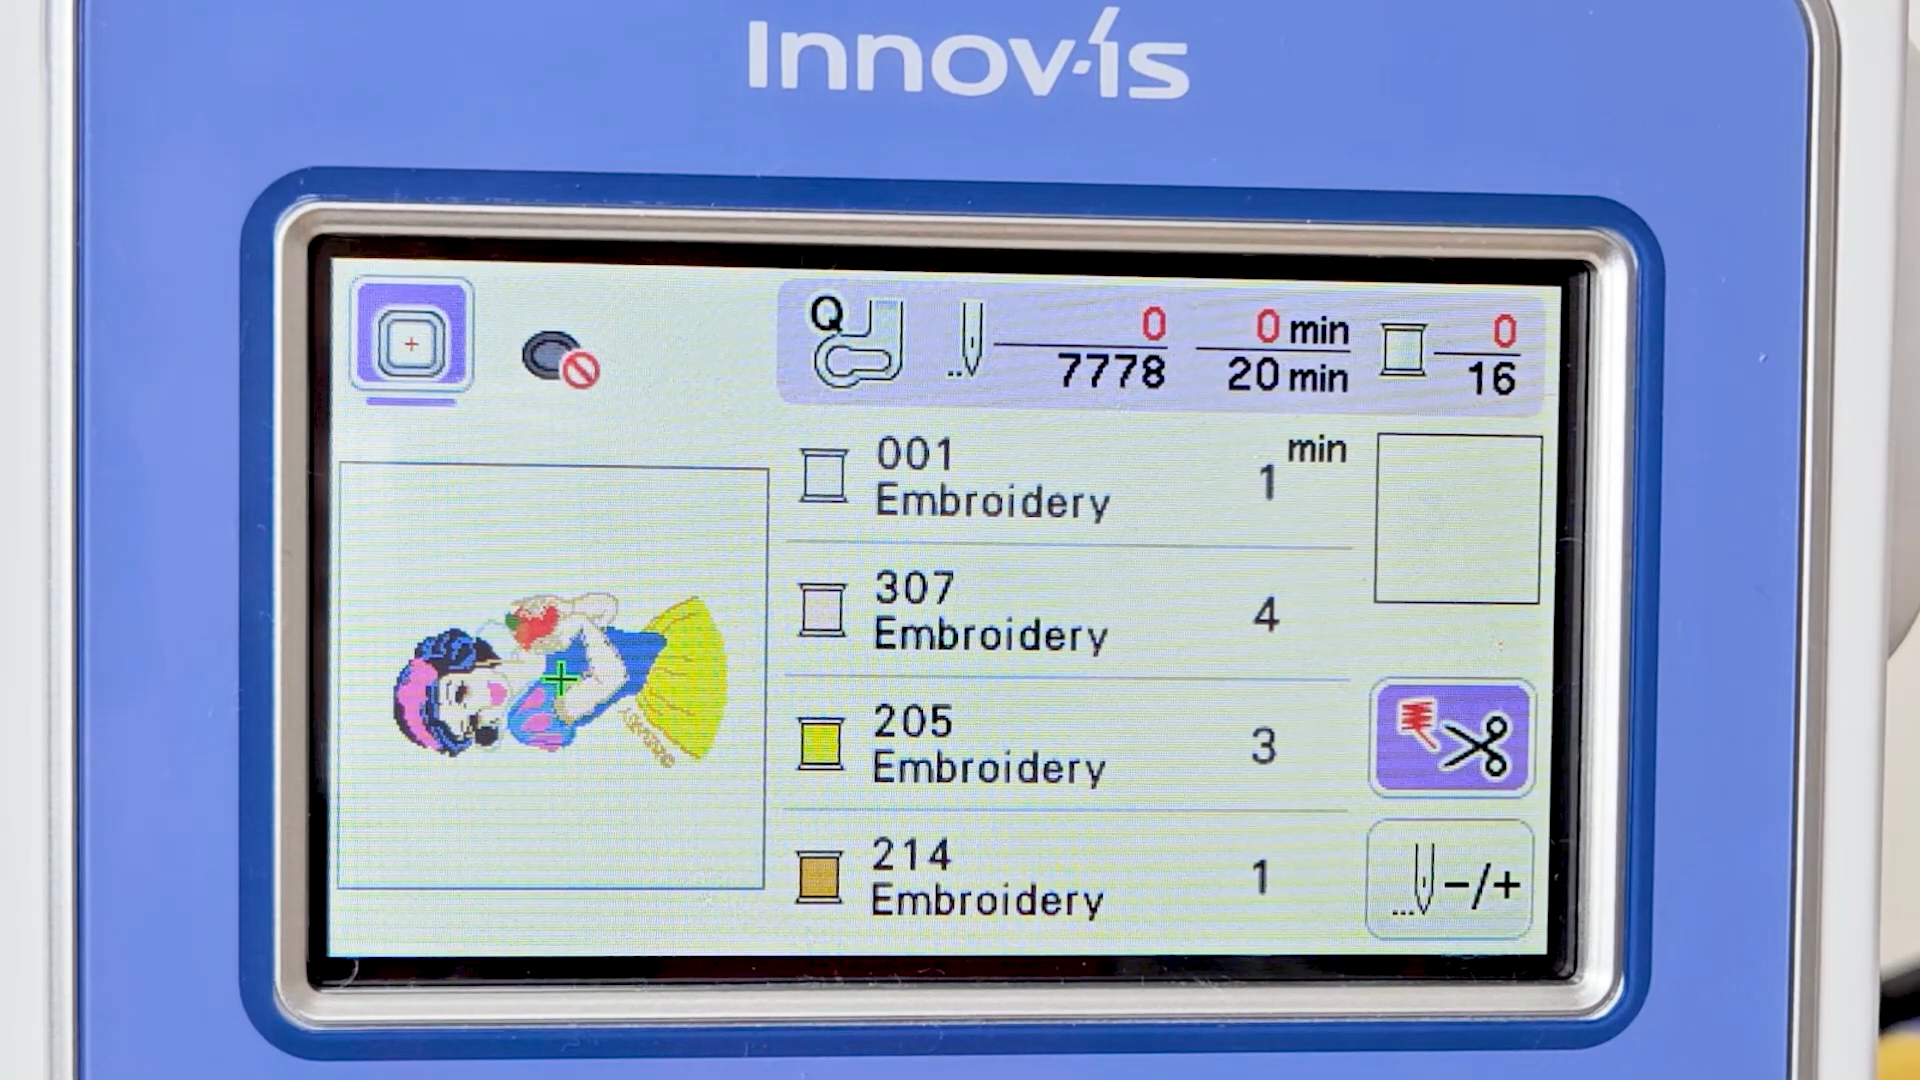 Innov-is
Q
0 0 min 0
7778 20 min 16
min
001
Embroidery 1
307
Embroidery 4
205
Embroidery 3
214
Embroidery 1
-/+